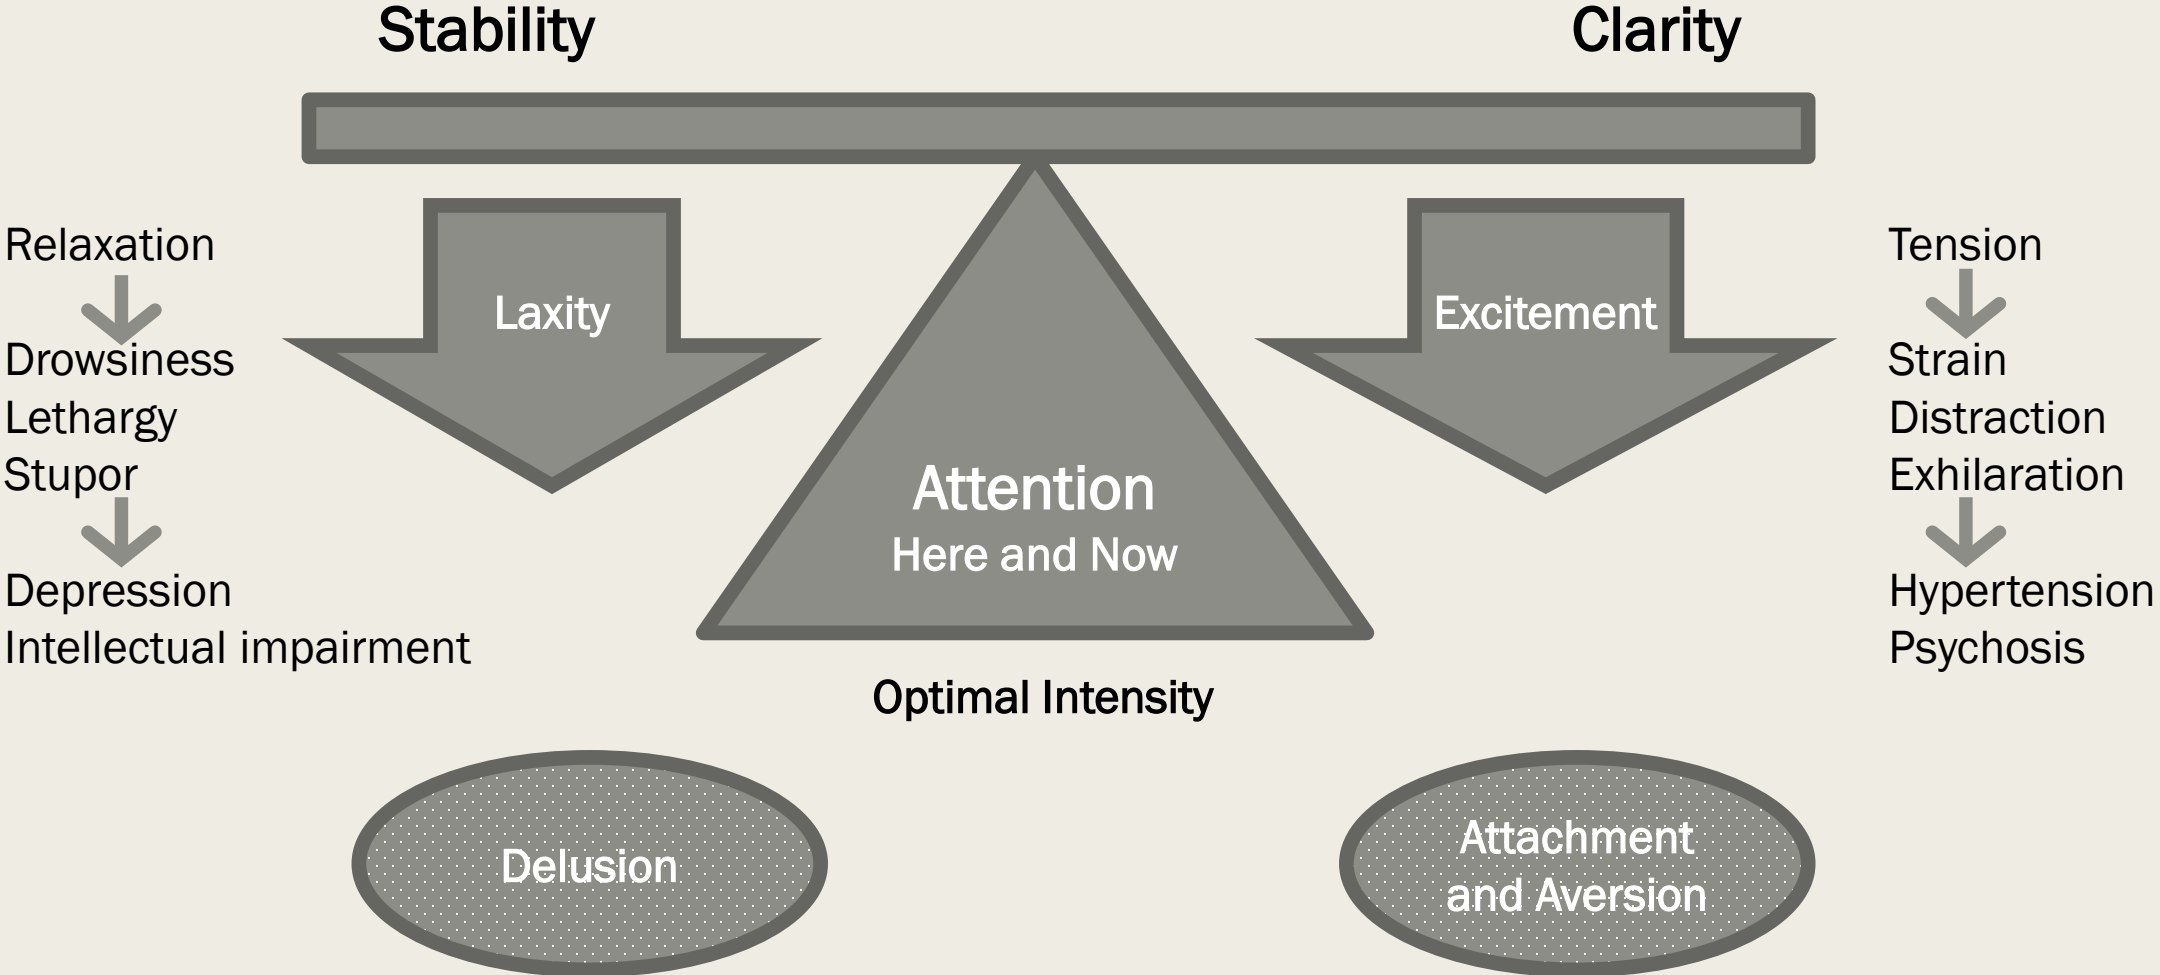 Stability
Clarity
Relaxation
Drowsiness
Lethargy
Stupor
Depression
Intellectual impairment
Laxity
Attention
Here and Now
Optimal Intensity
Excitement
Tension
Strain
Distraction
Exhilaration
Hypertension
Psychosis
Delusion
Attachment
and Aversion